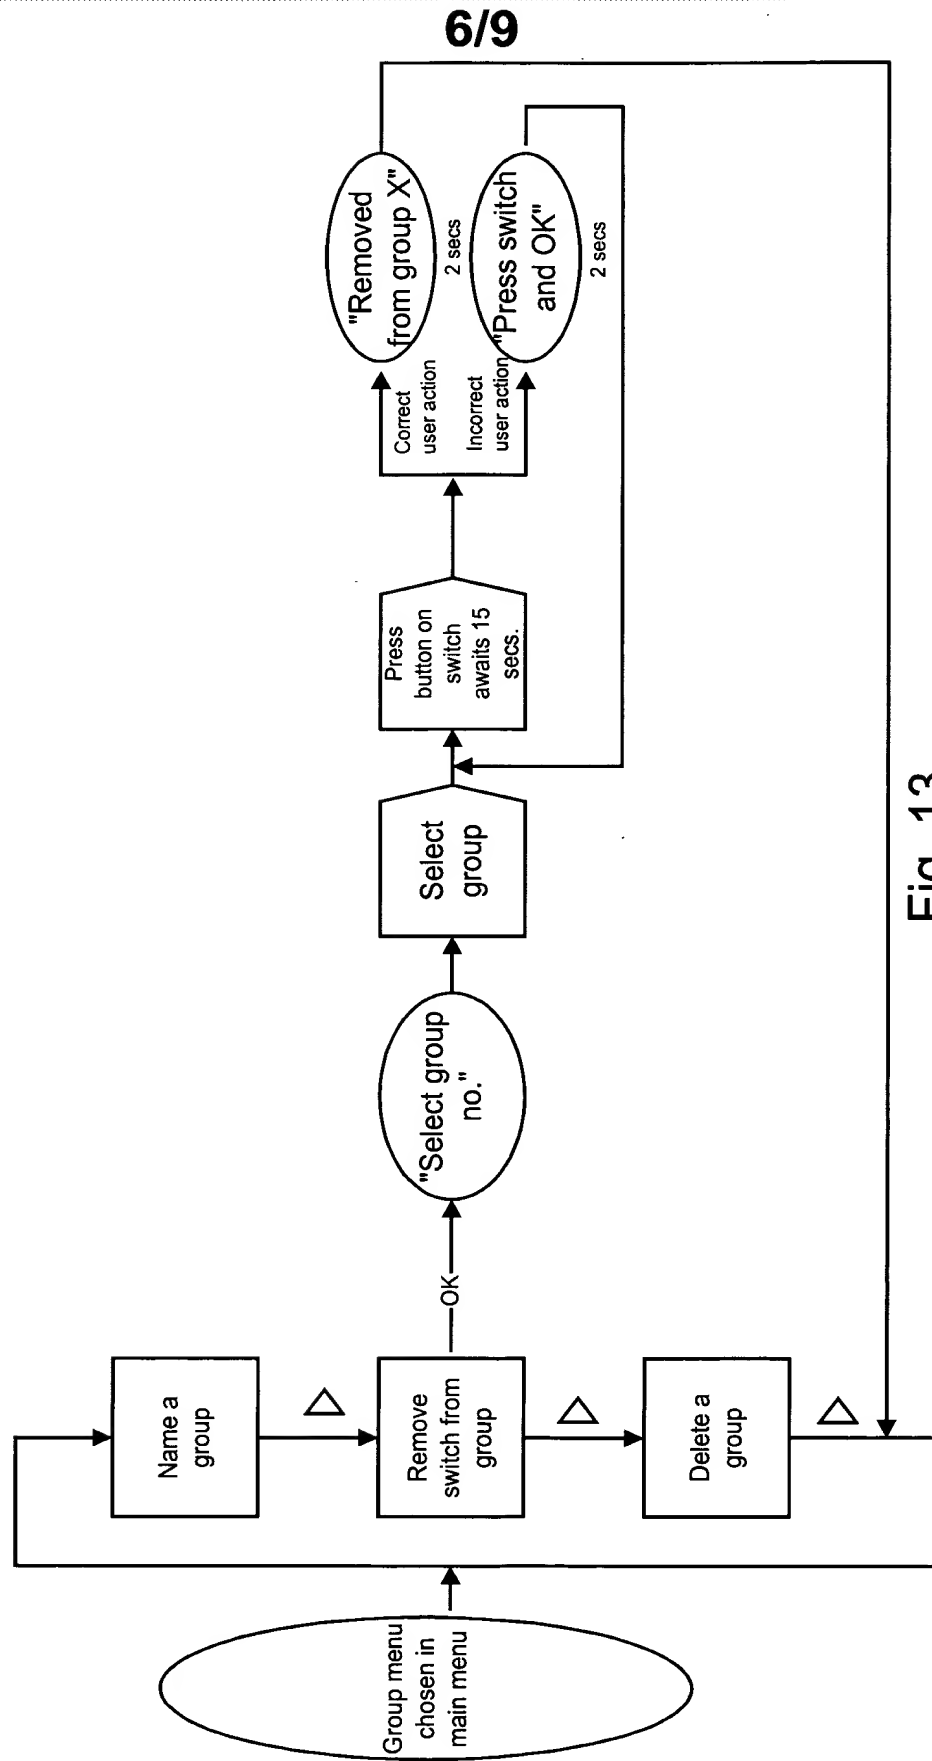 6/9
Group menu
chosen in
main menu
Name a
group
Remove
switch from
group
OK
Delete a
group
"Select group
no."
Select
group
Press
button on
switch
awaits 15
secs.
Correct
user action
Incorrect
user action
"Removed
from group X"
2 secs
"Press switch
and OK"
2 secs
Fig. 13